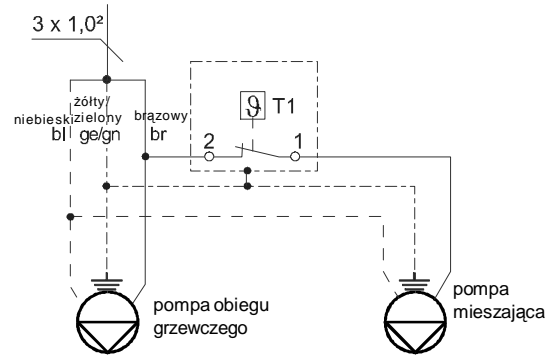 3 x 1,0²
niebieski
bl
żółty/
zielony
ge/gn
brązowy
br
ϑ T1
2
1
pompa obiegu
grzewczego
pompa
mieszająca